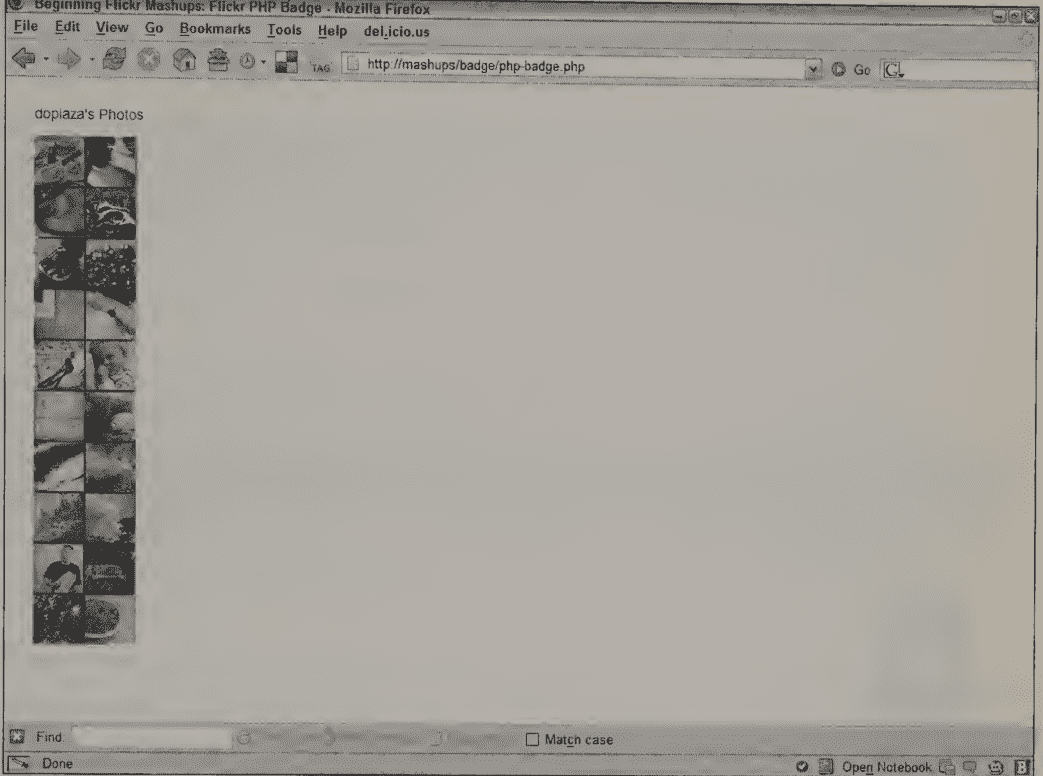 Beginning Flickr Mashups: Flickr PHP Badge - Mozilla Firefox
File Edit View Go Bookmarks Tools Help del.icio.us
TAG http://mashups/badge/php-badge.php Go G
dopiaza's Photos
Find: Match case
Done Open Notebook